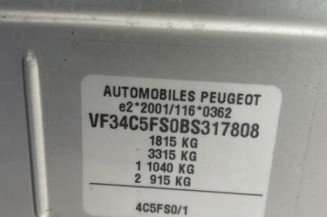 AUTOMOBILES PEUGEOT
e2*2001/116*0362
VF34C5FS0BS317808
1815 KG
3315 KG
1 1040 KG
2 915 KG
4C5FS0/1